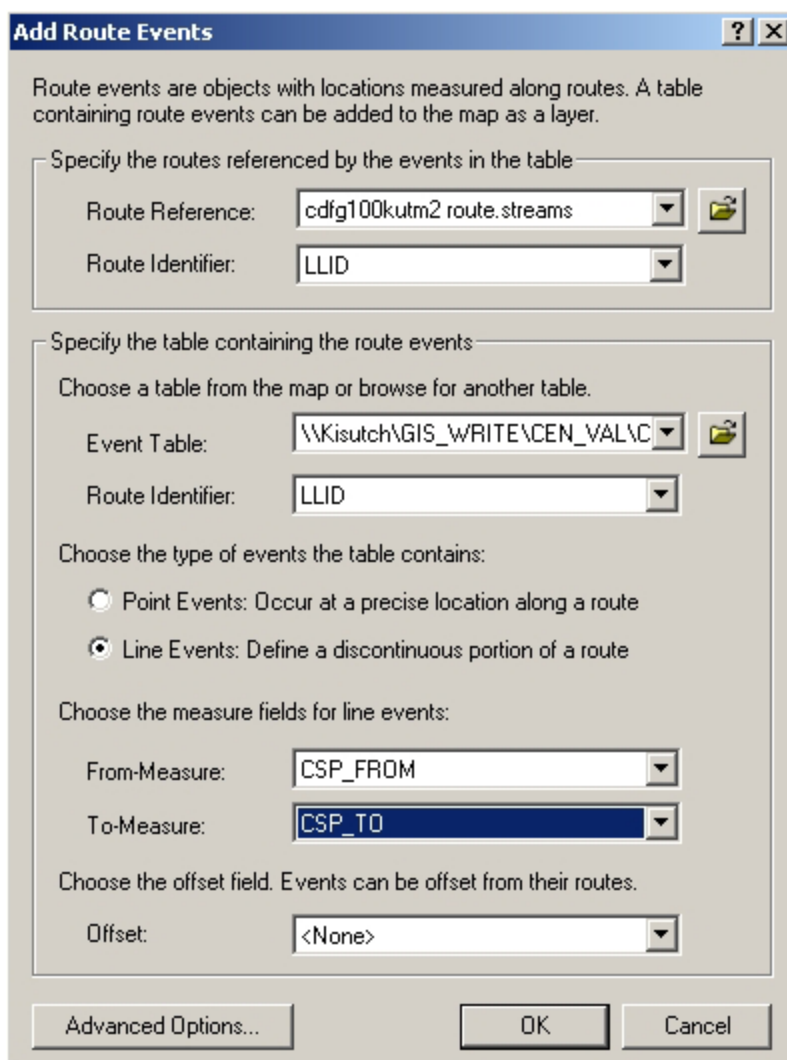 Add Route Events
Route events are objects with locations measured along routes. A table
containing route events can be added to the map as a layer.
Specify the routes referenced by the events in the table
Route Reference: cdfg100kutm2 route.streams
Route Identifier: LLID
Specify the table containing the route events
Choose a table from the map or browse for another table.
Event Table: \\Kisutch\GIS_WRITE\CEN_VAL\C
Route Identifier: LLID
Choose the type of events the table contains:
Point Events: Occur at a precise location along a route
Line Events: Define a discontinuous portion of a route
Choose the measure fields for line events:
From-Measure: CSP_FROM
To-Measure: CSP_TO
Choose the offset field. Events can be offset from their routes.
Offset: <None>
Advanced Options... OK Cancel